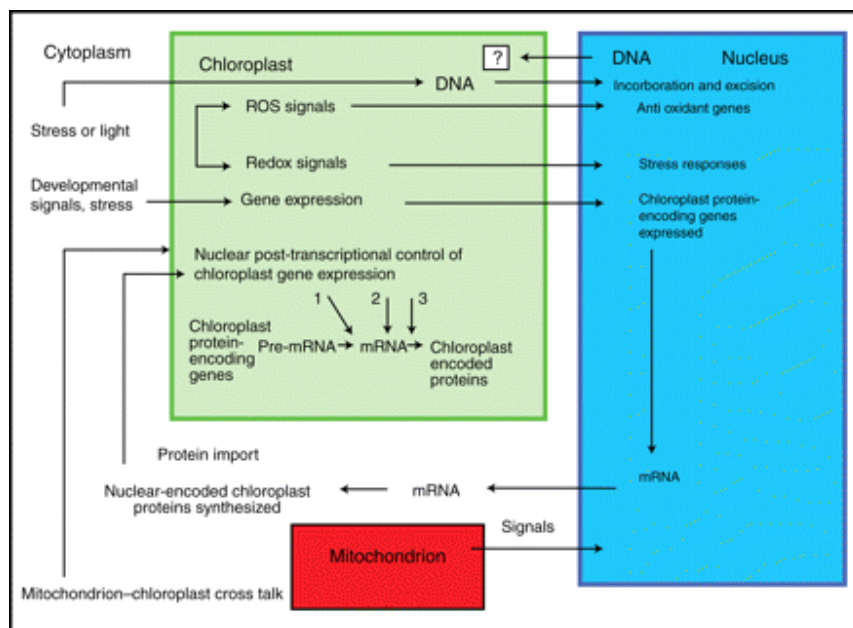 Cytoplasm
Chloroplast
?
DNA
Nucleus
DNA
Incorboration and excision
ROS signals
Anti oxidant genes
Stress or light
Redox signals
Stress responses
Developmental
signals, stress
Gene expression
Chloroplast protein-
encoding genes
expressed
Nuclear post-transcriptional control of
chloroplast gene expression
1
2
3
Chloroplast
protein-
encoding
genes
Pre-mRNA
mRNA
Chloroplast
encoded
proteins
Protein import
mRNA
Nuclear-encoded chloroplast
proteins synthesized
mRNA
Signals
Mitochondrion
Mitochondrion–chloroplast cross talk